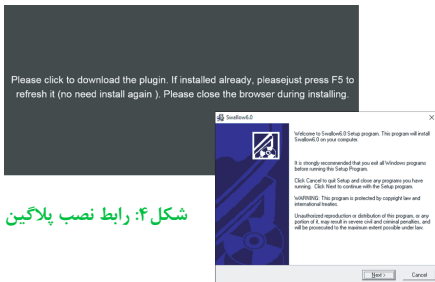 Please click to download the plugin. If installed already, pleasejust press F5 to
refresh it (no need install again ). Please close the browser during installing.
Swallow6.0
Welcome to Swallow6.0 Setup program. This program will install
Swallow6.0 on your computer.
It is strongly recommended that you exit all Windows programs
before running this Setup Program.
Click Cancel to quit Setup and close any programs you have
running. Click Next to continue with the Setup program.
WARNING: This program is protected by copyright law and
international treaties.
Unauthorized reproduction or distribution of this program, or any
portion of it, may result in severe civil and criminal penalties, and
will be prosecuted to the maximum extent possible under law.
Next >
Cancel
شکل۴: رابط نصب پلاگین